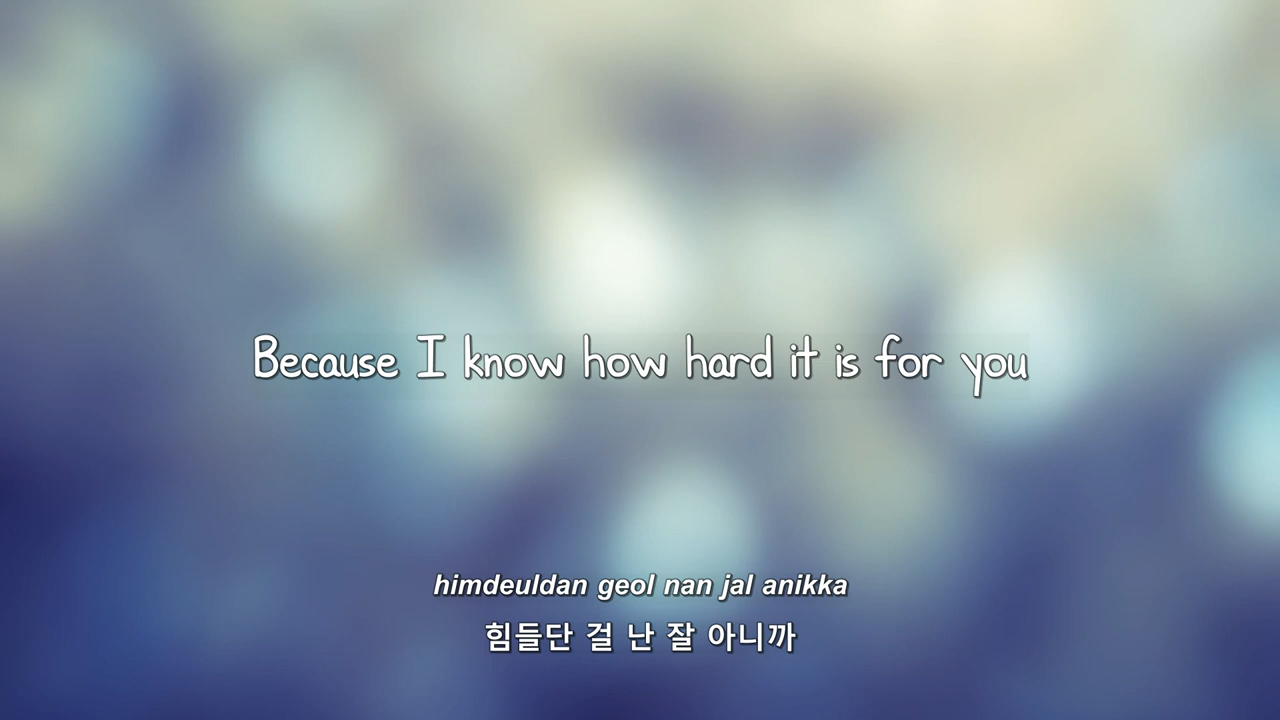 Because I know how hard it is for you
himdeuldan geol nan jal anikka
힘들단 걸 난 잘 아니까